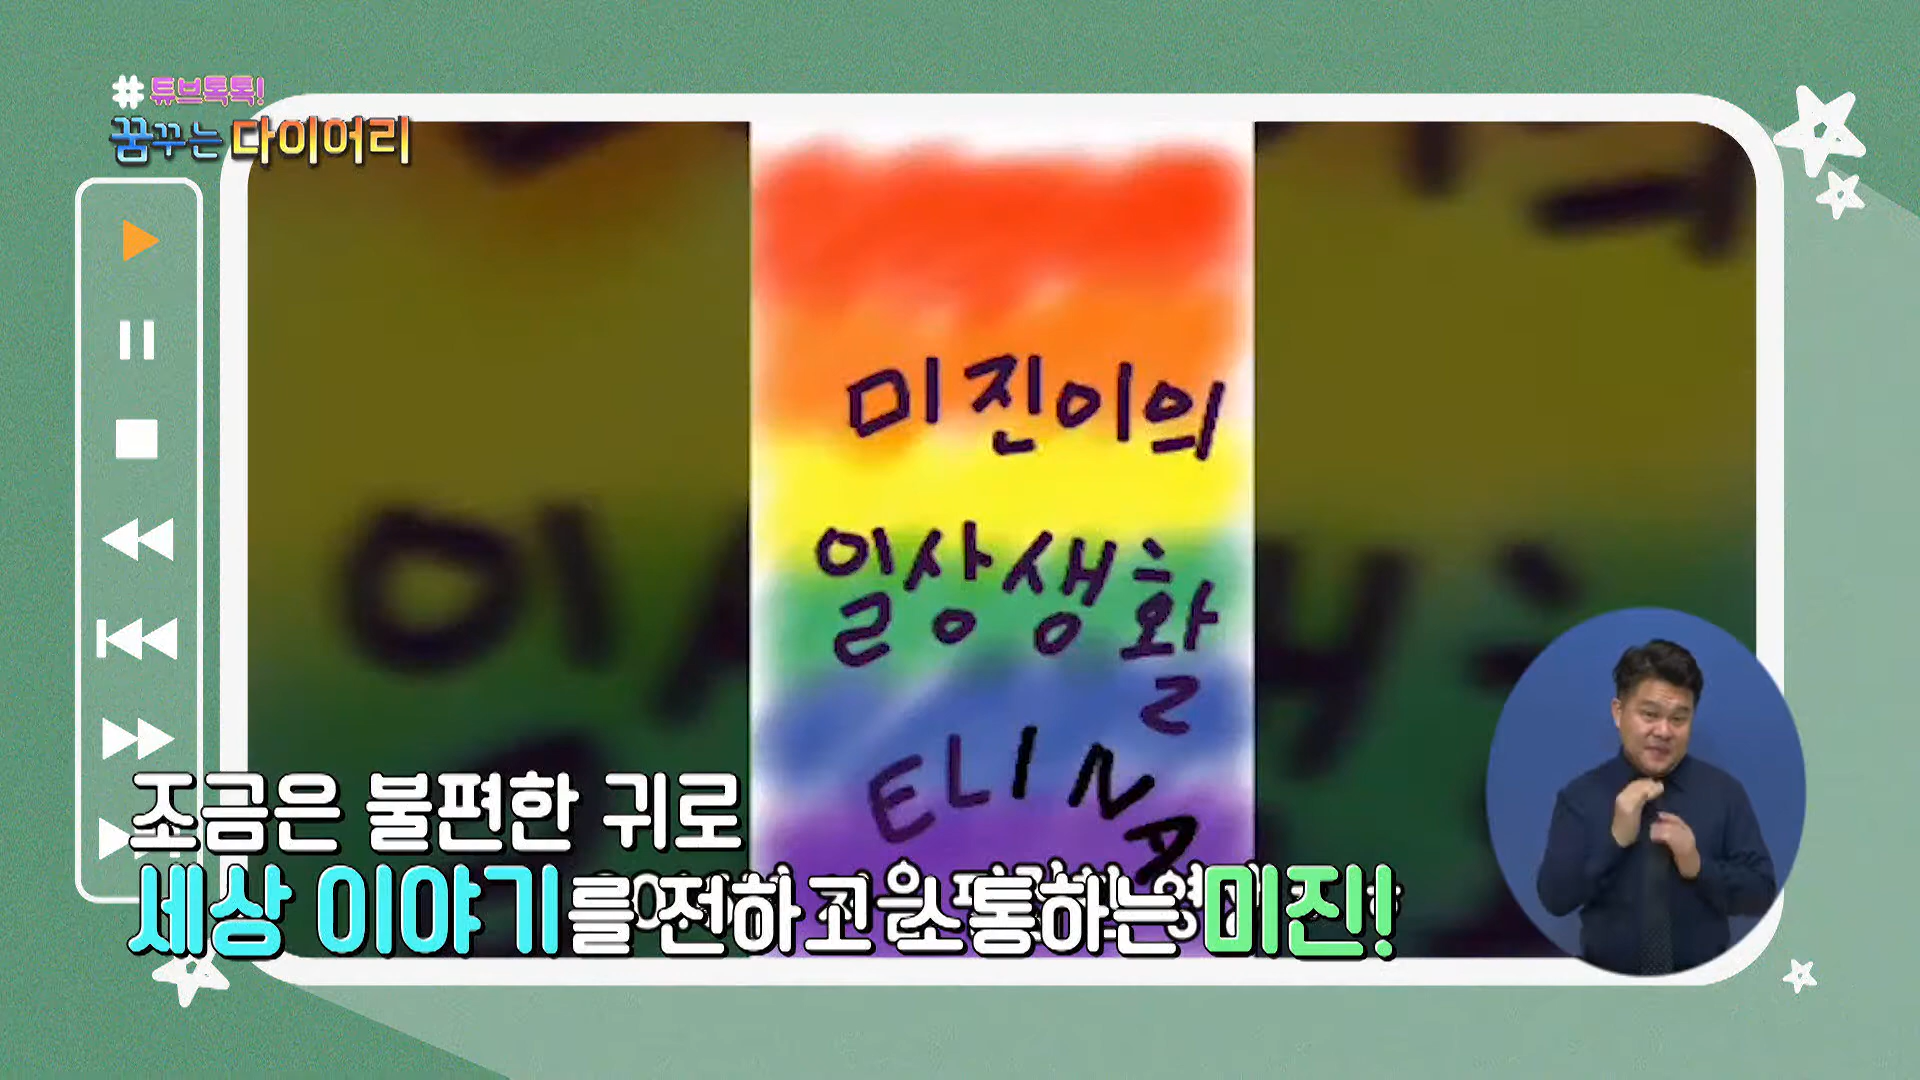 #튜브톡톡!
꿈꾸는 다이어리
미진이의
일상생활
ELINA
조금은 불편한 귀로
세상 이야기를 전하고 소통하는 미진!